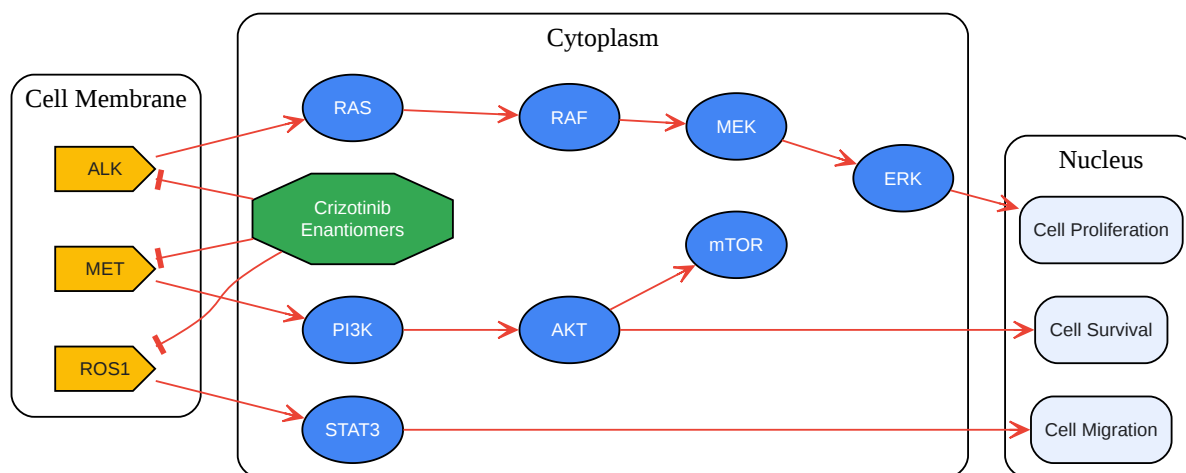 Cytoplasm
Cell Membrane
RAS
RAF
MEK
ALK
ERK
Nucleus
Crizotinib
Enantiomers
Cell Proliferation
mTOR
MET
PI3K
AKT
Cell Survival
ROS1
STAT3
Cell Migration